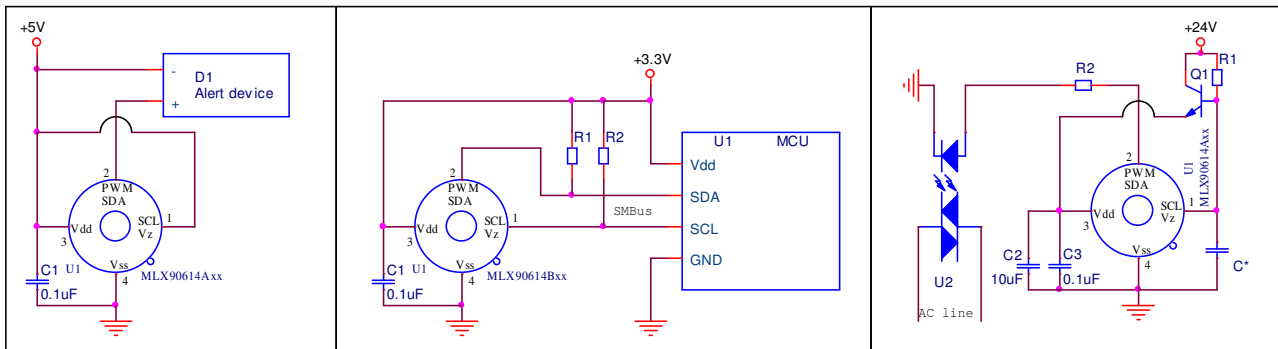 +5V
-
D1
Alert device
+
2
PWM
SDA
SCL
Vz
1
Vdd
3
Vss
4
C1
0.1uF
U1
MLX90614Axx
+3.3V
R1
R2
U1
MCU
Vdd
SDA
SCL
GND
SMBus
2
PWM
SDA
SCL
Vz
1
Vdd
3
Vss
4
C1
0.1uF
U1
MLX90614Bxx
+24V
R1
Q1
R2
U1
MLX90614Axx
2
PWM
SDA
SCL
Vz
1
Vdd
3
Vss
4
C2
10uF
C3
0.1uF
C*
U2
AC line